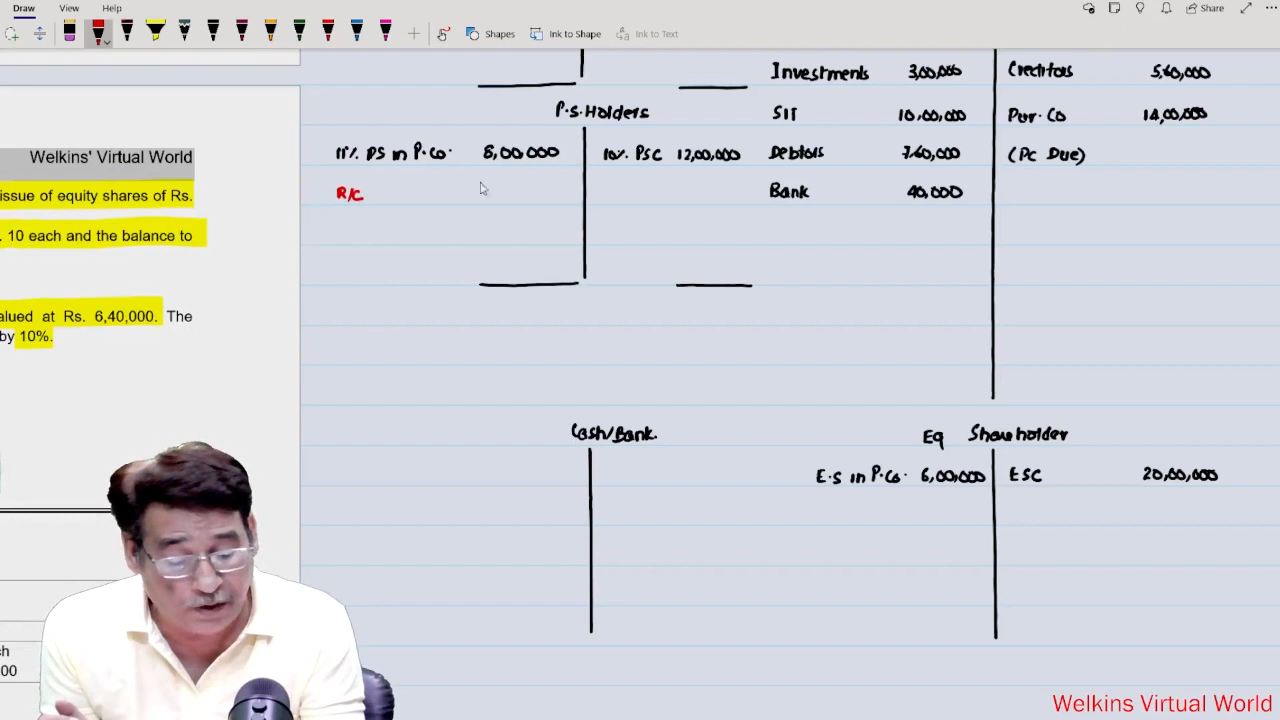 Draw View Help Share
Shapes Ink to Shape Ink to Text
Welkins' Virtual World
issue of equity shares of Rs.
. 10 each and the balance to
alued at Rs. 6,40,000. The
by 10%.
ch
00
P.S.Holders
11% PS in P.Co. 8,00,000 10% PSC 12,00,000
R/C
Investments 3,00,000 Creditors 5,60,000
SIT 10,00,000 Pur. Co 14,00,000
Debtors 7,60,000 (PC Due)
Bank 40,000
Cash/Bank.
Eq Shareholder
E.S in P.Co. 6,00,000 ESC 20,00,000
Welkins Virtual World